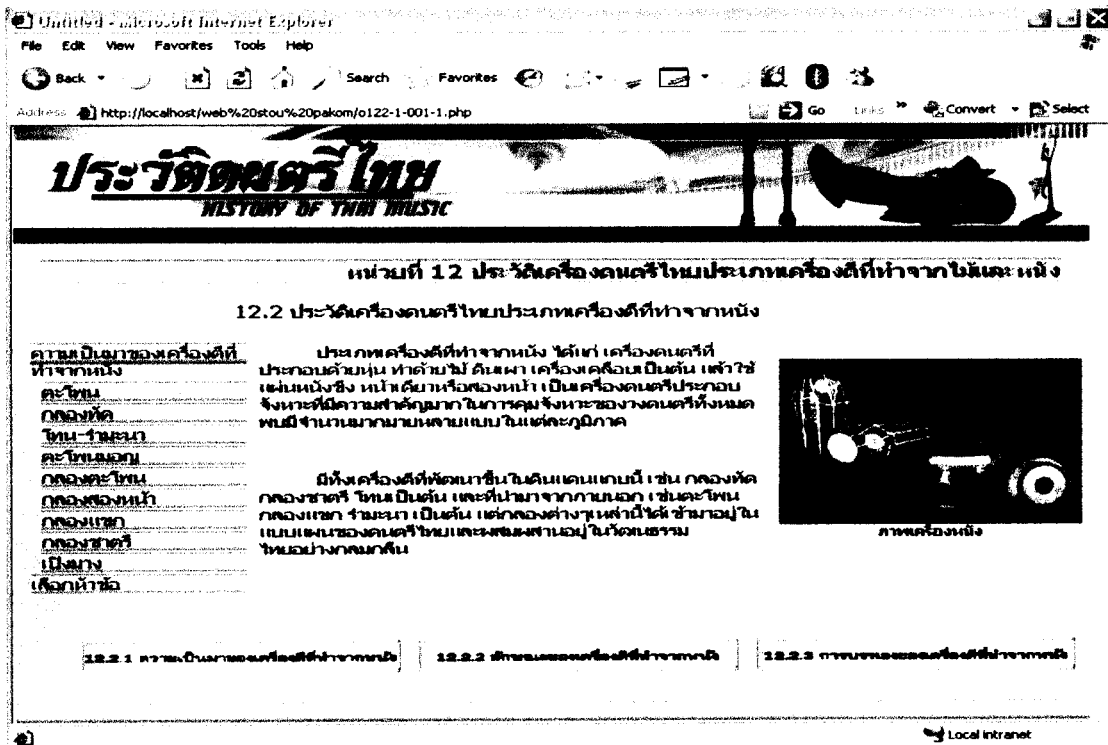 Untitled - Microsoft Internet Explorer
File Edit View Favorites Tools Help
Back Search Favorites
Address http://localhost/web%20stou%20pakom/o122-1-001-1.php Go Links » Convert Select
ประวัติดนตรีไทย
HISTORY OF THAI MUSIC
หน่วยที่ 12 ประวัติเครื่องดนตรีไทยประเภทเครื่องตีที่ทำจากไม้และหนัง
12.2 ประวัติเครื่องดนตรีไทยประเภทเครื่องตีที่ทำจากหนัง
ความเป็นมาของเครื่องตีที่
ทำจากหนัง
ตะโพน
กลองทัด
โทน-รำมะนา
ตะโพนมอญ
กลองตะโพน
กลองสองหน้า
กลองแขก
กลองชาตรี
เปิงมาง
เลือกหัวข้อ
ประเภทเครื่องตีที่ทำจากหนัง ได้แก่ เครื่องดนตรีที่
ประกอบด้วยหุ่น ทำด้วยไม้ ดินเผา เครื่องเคลือบเป็นต้น แล้วใช้
แผ่นหนังขึง หน้าเดียวหรือสองหน้า เป็นเครื่องดนตรีประกอบ
จังหวะที่มีความสำคัญมาก ในการคุมจังหวะของวงดนตรีทั้งหมด
พบมีจำนวนมากมายหลายแบบในแต่ละภูมิภาค
มีทั้งเครื่องตีที่พัฒนาขึ้นในดินแดนแถบนี้ เช่น กลองทัด
กลองชาตรี โทนเป็นต้น และที่นำมาจากภายนอก เช่นตะโพน
กลองแขก รำมะนา เป็นต้น แต่กลองต่างๆเหล่านี้ได้เข้ามาอยู่ใน
แบบแผนของดนตรีไทยและผสมผสานอยู่ในวัฒนธรรม
ไทยอย่างกลมกลืน
ภาพเครื่องหนัง
12.2.1 ความเป็นมาของเครื่องตีที่ทำจากหนัง
12.2.2 ลักษณะของเครื่องตีที่ทำจากหนัง
12.2.3 การบรรเลงของเครื่องตีที่ทำจากหนัง
Local intranet